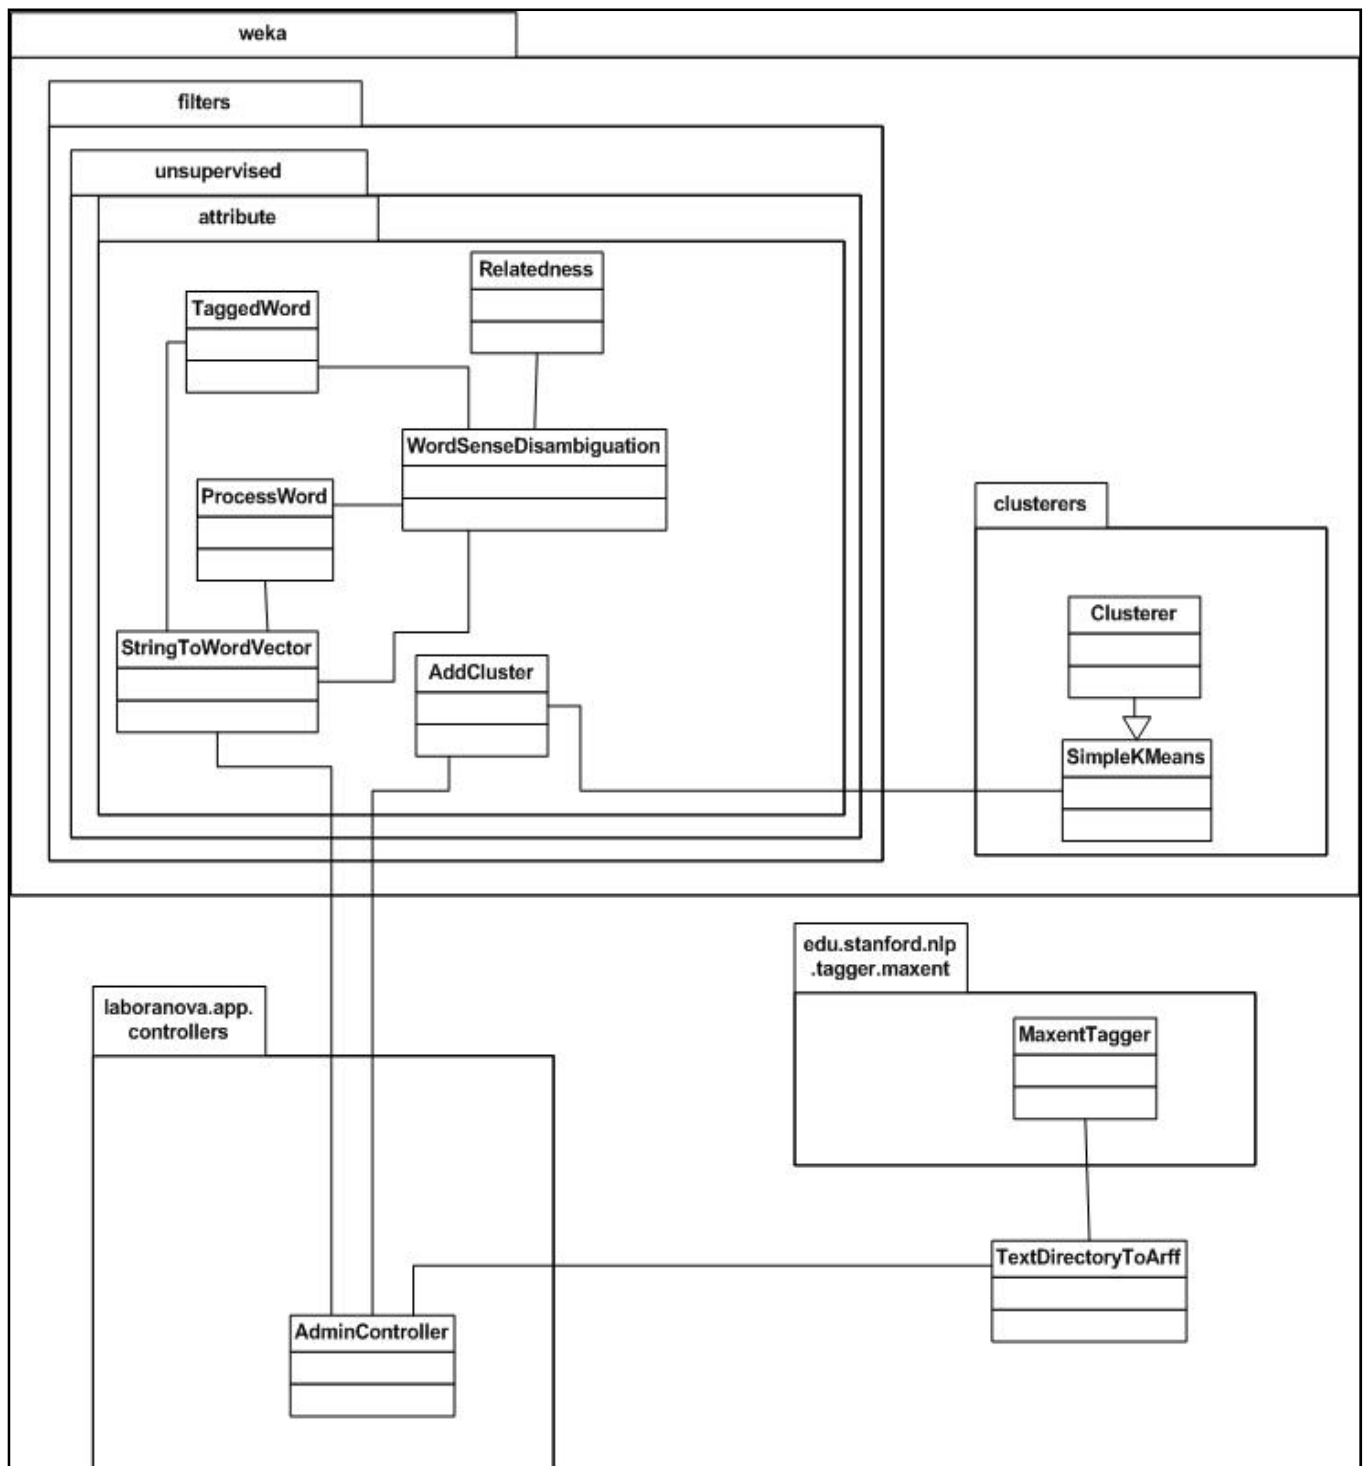 weka
filters
unsupervised
attribute
Relatedness
TaggedWord
WordSenseDisambiguation
ProcessWord
clusterers
Clusterer
StringToWordVector
AddCluster
SimpleKMeans
edu.stanford.nlp
.tagger.maxent
laboranova.app.
controllers
MaxentTagger
TextDirectoryToArff
AdminController